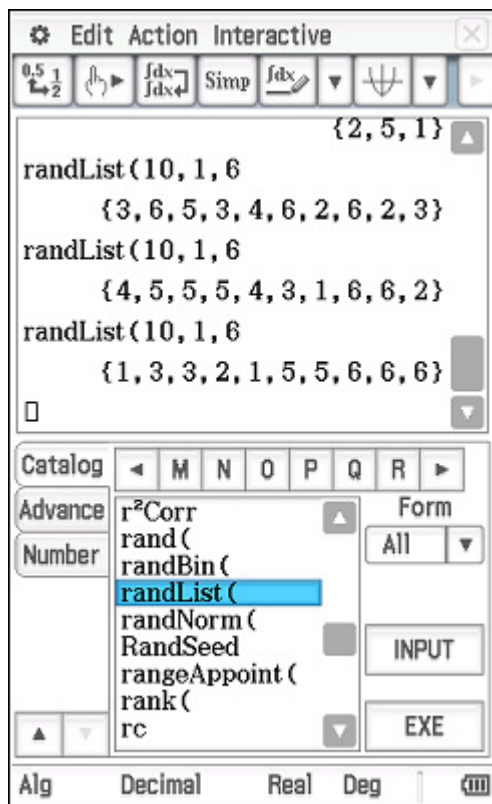 Edit Action Interactive
0.5 1 2 ∫dx ∫dx Simp ∫dx
{2,5,1}
randList(10,1,6
{3,6,5,3,4,6,2,6,2,3}
randList(10,1,6
{4,5,5,5,4,3,1,6,6,2}
randList(10,1,6
{1,3,3,2,1,5,5,6,6,6}
Catalog M N O P Q R
Advance
Number
r²Corr
rand(
randBin(
randList(
randNorm(
RandSeed
rangeAppoint(
rank(
rc
Form
All
INPUT
EXE
Alg Decimal Real Deg